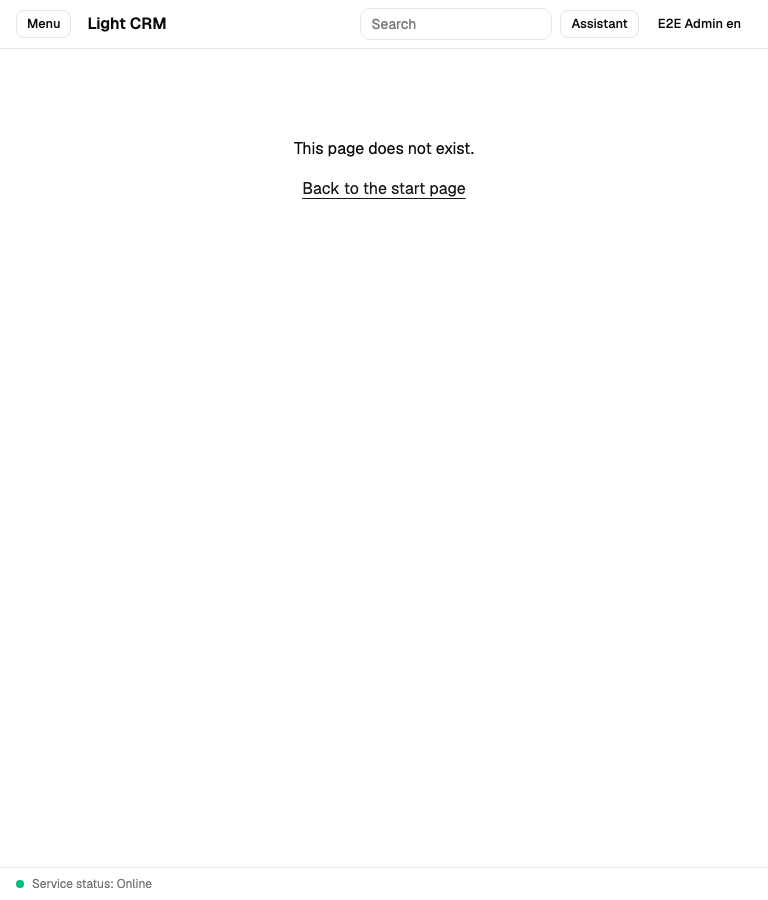 Menu
Light CRM
Search
Assistant
E2E Admin en
This page does not exist.
Back to the start page
Service status: Online